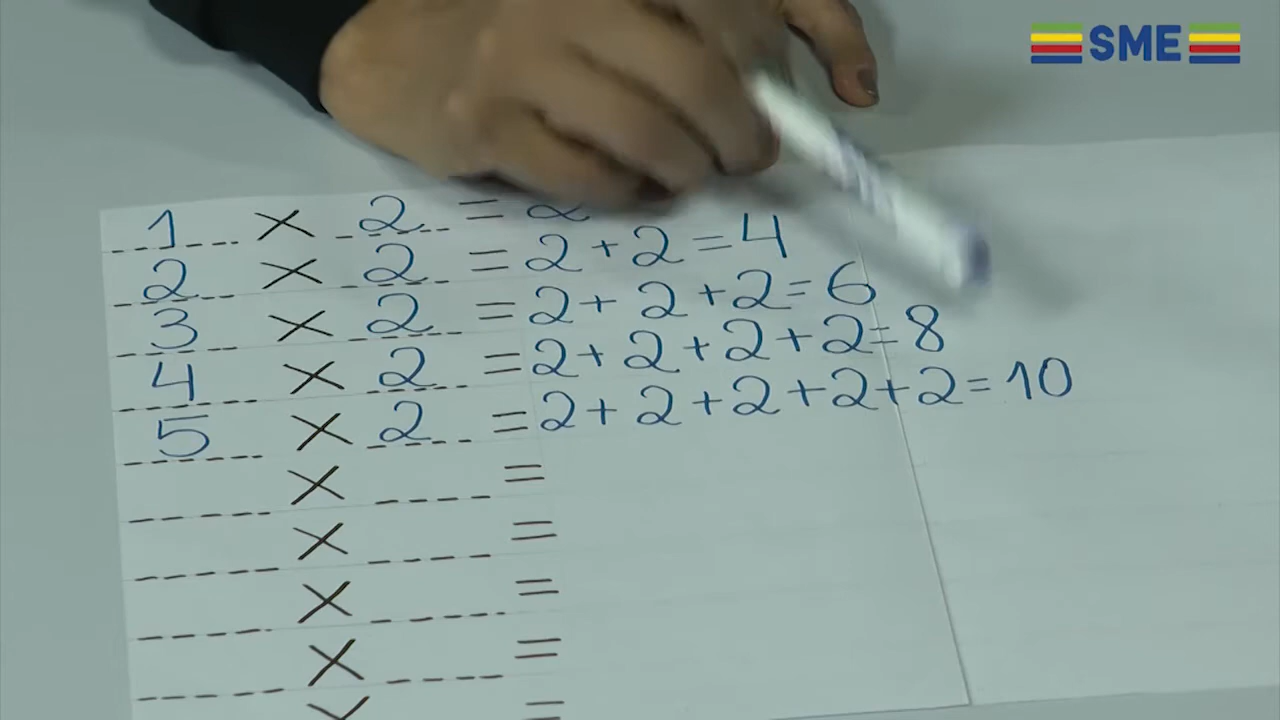 SME
1 × 2 = 2
2 × 2 = 2 + 2 = 4
3 × 2 = 2 + 2 + 2 = 6
4 × 2 = 2 + 2 + 2 + 2 = 8
5 × 2 = 2 + 2 + 2 + 2 + 2 = 10
× =
× =
× =
× =
× =